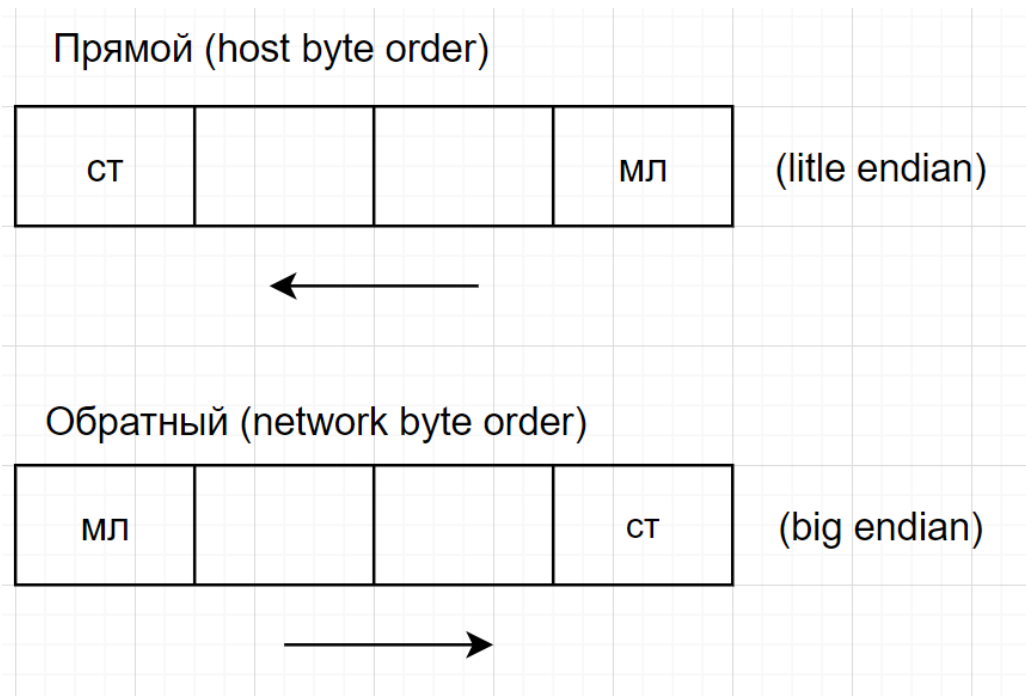 Прямой (host byte order)
ст мл (litle endian)
Обратный (network byte order)
мл ст (big endian)